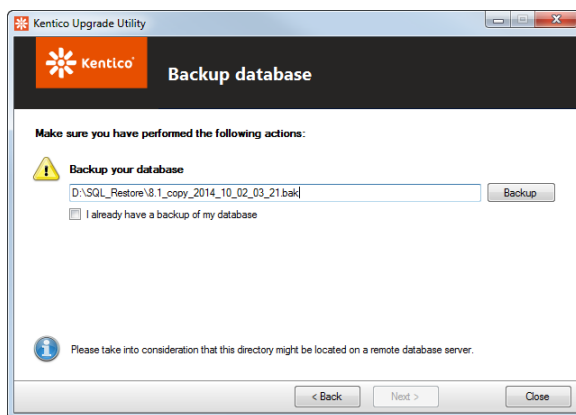 Kentico Upgrade Utility
Kentico
Backup database
Make sure you have performed the following actions:
Backup your database
D:\SQL_Restore\8.1_copy_2014_10_02_03_21.bak
Backup
I already have a backup of my database
Please take into consideration that this directory might be located on a remote database server.
< Back
Next >
Close